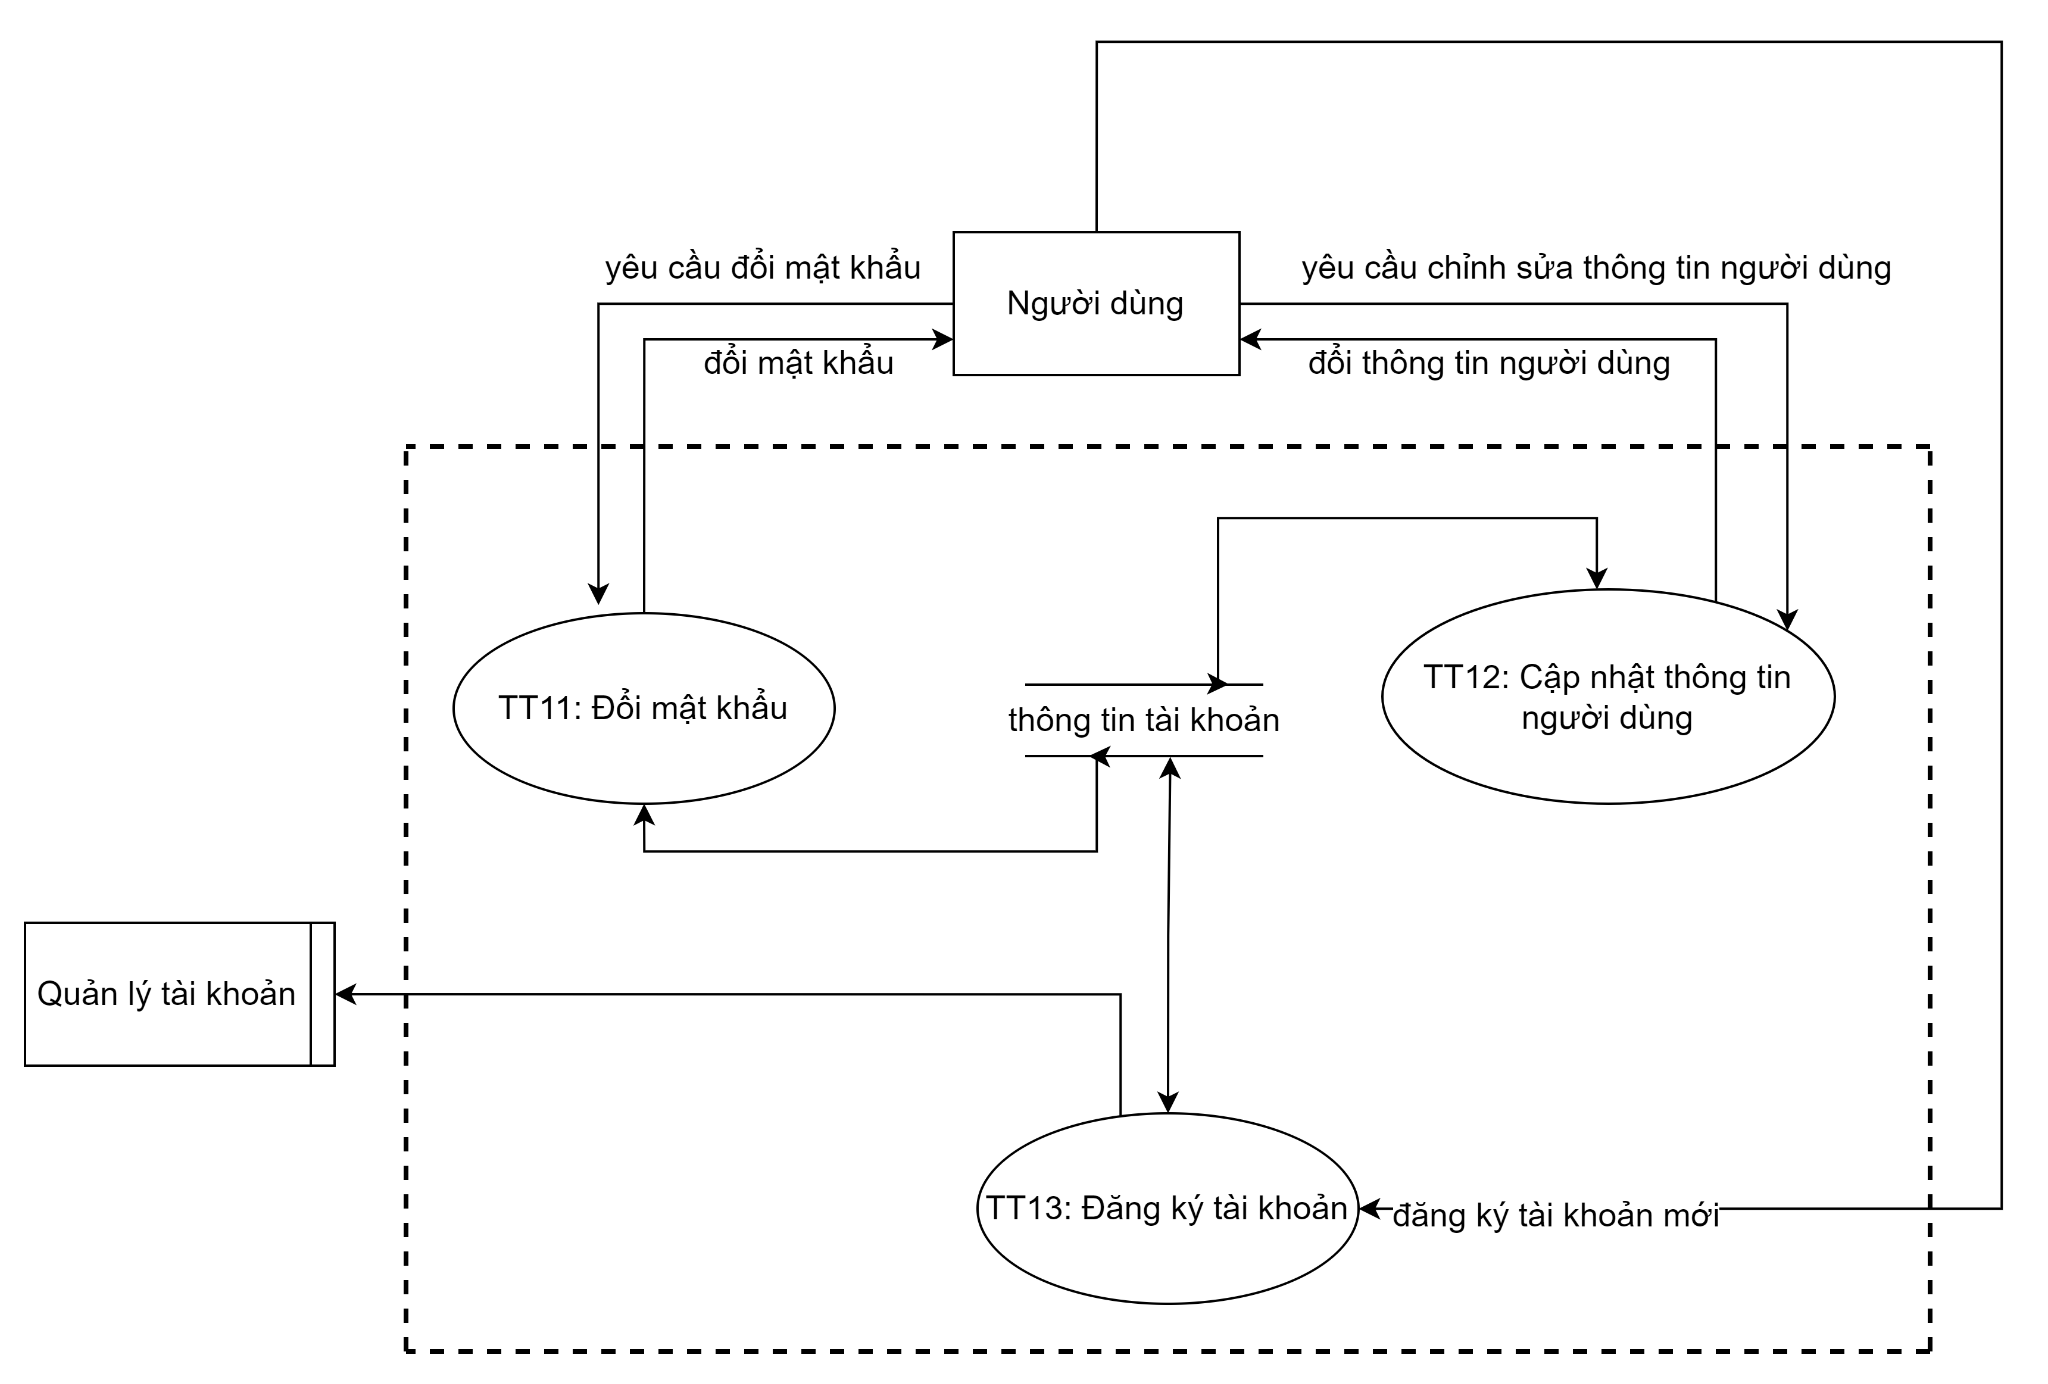 yêu cầu đổi mật khẩu
yêu cầu chỉnh sửa thông tin người dùng
Người dùng
đổi mật khẩu
đổi thông tin người dùng
TT11: Đổi mật khẩu
thông tin tài khoản
TT12: Cập nhật thông tin
người dùng
Quản lý tài khoản
TT13: Đăng ký tài khoản
đăng ký tài khoản mới